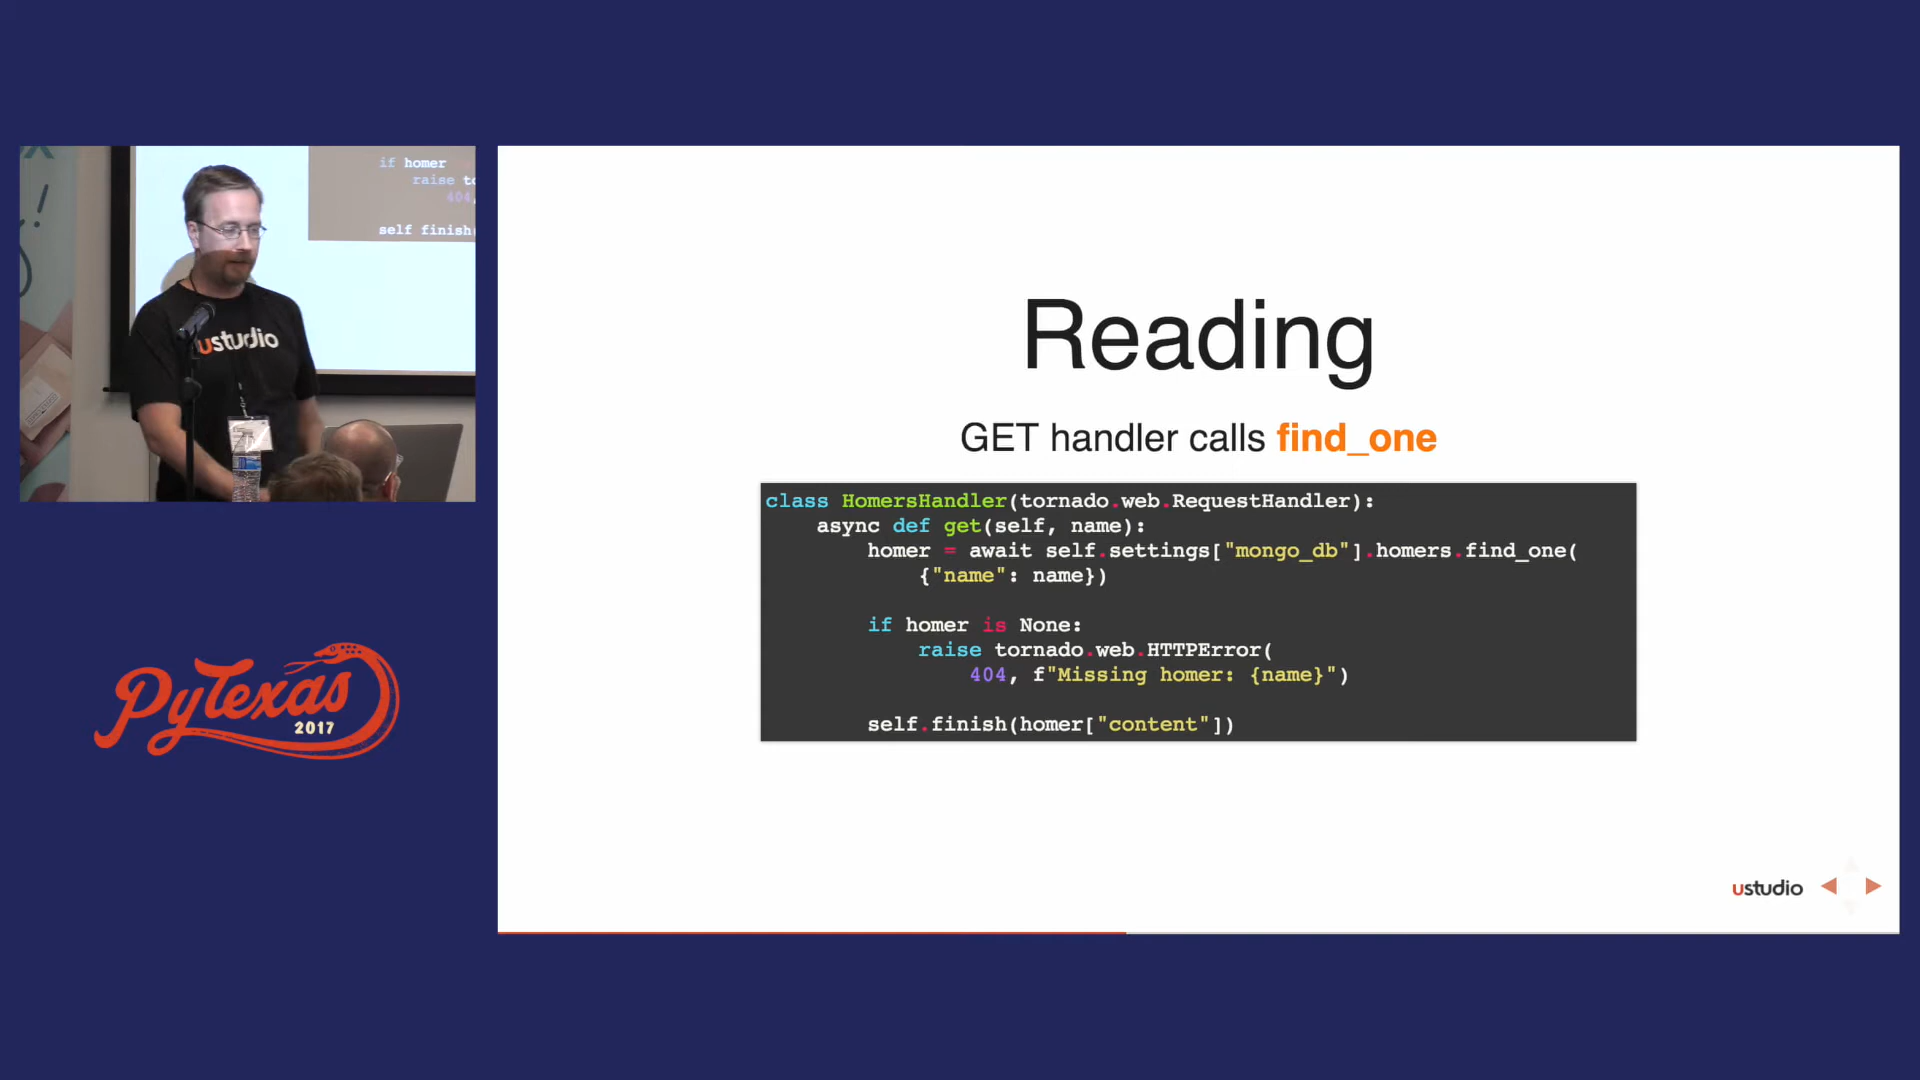 if homer
raise to
404,
self finish(
ustudio
PyTexas
2017
Reading
GET handler calls find_one
class HomersHandler(tornado.web.RequestHandler):
    async def get(self, name):
        homer = await self.settings["mongo_db"].homers.find_one(
            {"name": name})
        if homer is None:
            raise tornado.web.HTTPError(
                404, f"Missing homer: {name}")
        self.finish(homer["content"])
ustudio